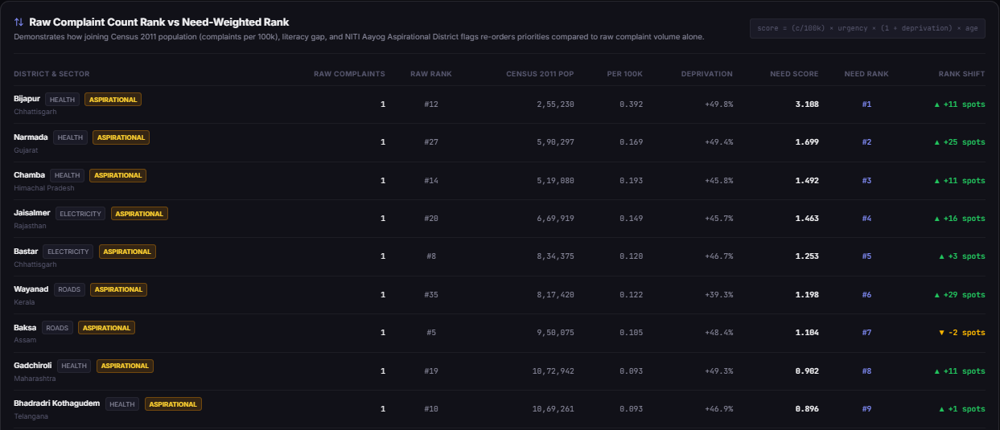 Raw Complaint Count Rank vs Need-Weighted Rank
Demonstrates how joining Census 2011 population (complaints per 100k), literacy gap, and NITI Aayog Aspirational District flags re-orders priorities compared to raw complaint volume alone.
score = (c/100k) × urgency × (1 + deprivation) × age
DISTRICT & SECTOR RAW COMPLAINTS RAW RANK CENSUS 2011 POP PER 100K DEPRIVATION NEED SCORE NEED RANK RANK SHIFT
Bijapur HEALTH ASPIRATIONAL
Chhattisgarh
1 #12 2,55,230 0.392 +49.8% 3.108 #1 ▲ +11 spots
Narmada HEALTH ASPIRATIONAL
Gujarat
1 #27 5,90,297 0.169 +49.4% 1.699 #2 ▲ +25 spots
Chamba HEALTH ASPIRATIONAL
Himachal Pradesh
1 #14 5,19,080 0.193 +45.8% 1.492 #3 ▲ +11 spots
Jaisalmer ELECTRICITY ASPIRATIONAL
Rajasthan
1 #20 6,69,919 0.149 +45.7% 1.463 #4 ▲ +16 spots
Bastar ELECTRICITY ASPIRATIONAL
Chhattisgarh
1 #8 8,34,375 0.120 +46.7% 1.253 #5 ▲ +3 spots
Wayanad ROADS ASPIRATIONAL
Kerala
1 #35 8,17,420 0.122 +39.3% 1.198 #6 ▲ +29 spots
Baksa ROADS ASPIRATIONAL
Assam
1 #5 9,50,075 0.105 +48.4% 1.104 #7 ▼ -2 spots
Gadchiroli HEALTH ASPIRATIONAL
Maharashtra
1 #19 10,72,942 0.093 +49.3% 0.902 #8 ▲ +11 spots
Bhadradri Kothagudem HEALTH ASPIRATIONAL
Telangana
1 #10 10,69,261 0.093 +46.9% 0.896 #9 ▲ +1 spots